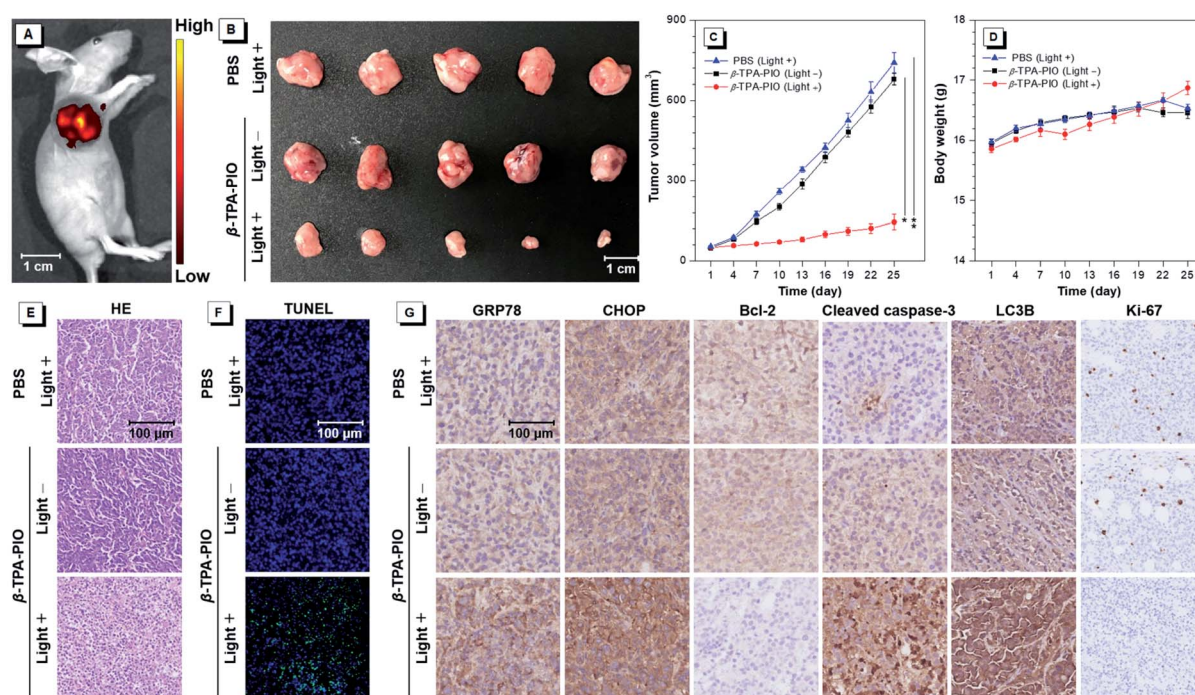 A
High
Low
1 cm
B
PBS
Light +
β-TPA-PIO
Light −
Light +
1 cm
C
PBS (Light +)
β-TPA-PIO (Light −)
β-TPA-PIO (Light +)
Tumor volume (mm³)
900
600
300
0
1 4 7 10 13 16 19 22 25
Time (day)
*
**
D
PBS (Light +)
β-TPA-PIO (Light −)
β-TPA-PIO (Light +)
Body weight (g)
18
17
16
15
14
1 4 7 10 13 16 19 22 25
Time (day)
E
HE
PBS
Light +
100 μm
β-TPA-PIO
Light −
Light +
F
TUNEL
PBS
Light +
100 μm
β-TPA-PIO
Light −
Light +
G
GRP78 CHOP Bcl-2 Cleaved caspase-3 LC3B Ki-67
PBS
Light +
100 μm
β-TPA-PIO
Light −
Light +